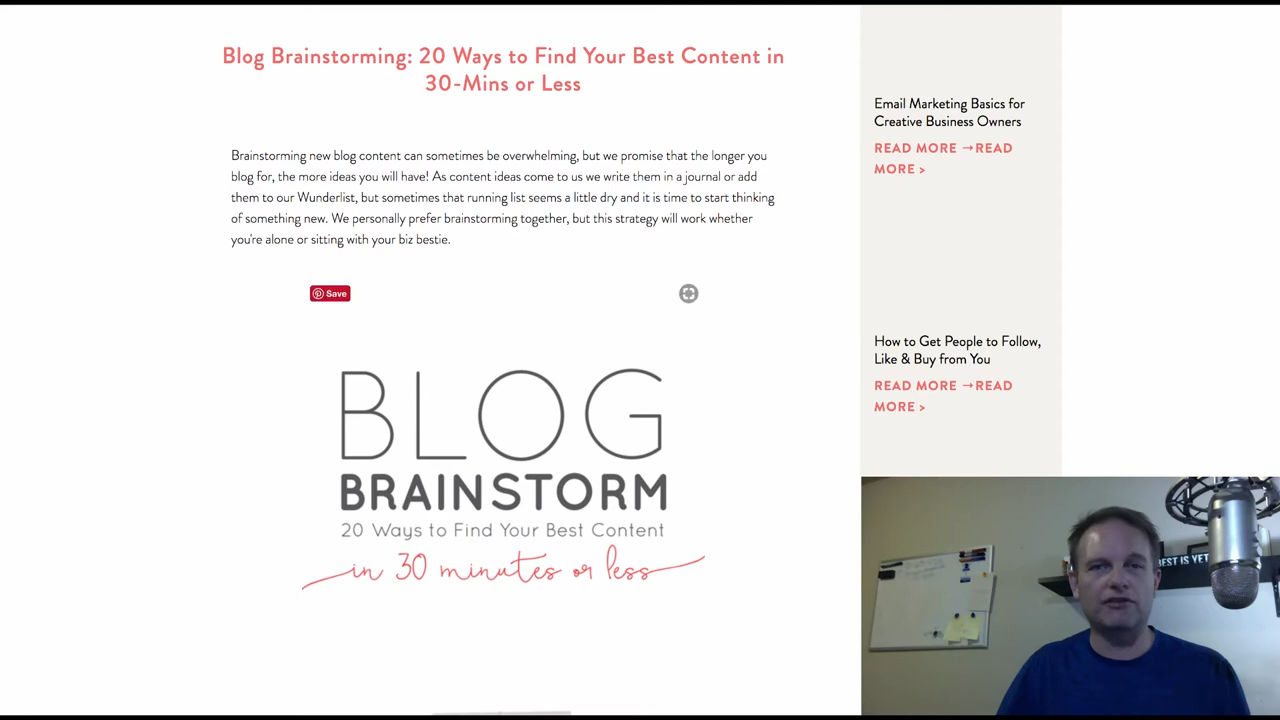 Blog Brainstorming: 20 Ways to Find Your Best Content in
30-Mins or Less
Brainstorming new blog content can sometimes be overwhelming, but we promise that the longer you
blog for, the more ideas you will have! As content ideas come to us we write them in a journal or add
them to our Wunderlist, but sometimes that running list seems a little dry and it is time to start thinking
of something new. We personally prefer brainstorming together, but this strategy will work whether
you're alone or sitting with your biz bestie.
Save
BLOG
BRAINSTORM
20 Ways to Find Your Best Content
in 30 minutes or less
Email Marketing Basics for
Creative Business Owners
READ MORE →READ
MORE >
How to Get People to Follow,
Like & Buy from You
READ MORE →READ
MORE >
EST IS YET